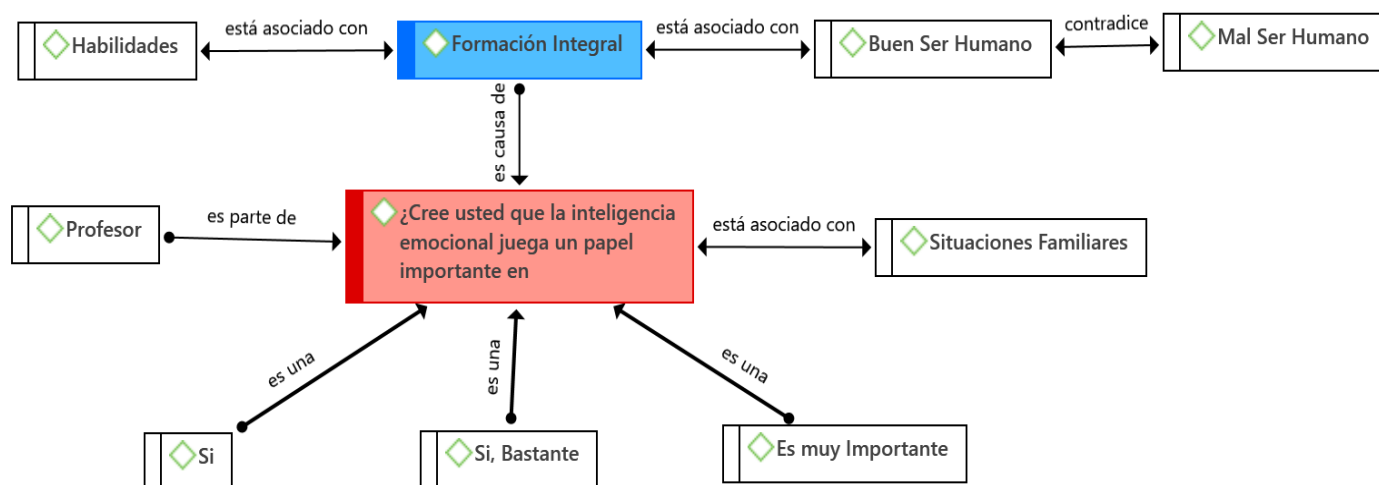 Habilidades
está asociado con
Formación Integral
está asociado con
Buen Ser Humano
contradice
Mal Ser Humano
es causa de
Profesor
es parte de
¿Cree usted que la inteligencia
emocional juega un papel
importante en
está asociado con
Situaciones Familiares
es una
es una
es una
Si
Si, Bastante
Es muy Importante